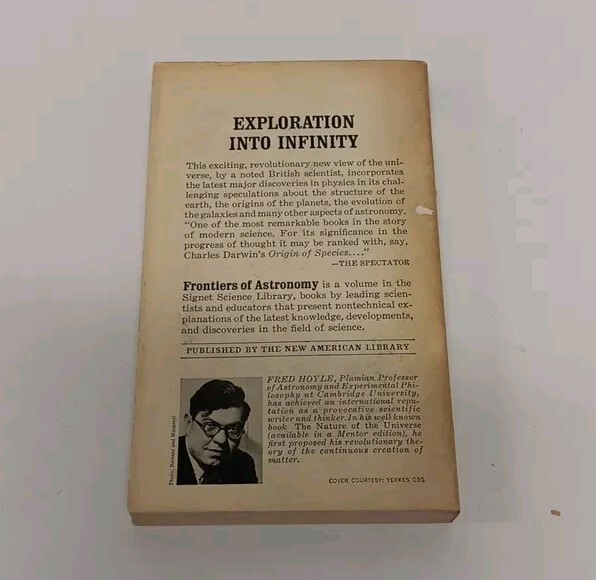 EXPLORATION
INTO INFINITY
This exciting, revolutionary new view of the uni-
verse, by a noted British scientist, incorporates
the latest major discoveries in physics in its chal-
lenging speculations about the structure of the
earth, the origins of the planets, the evolution of
the galaxies and many other aspects of astronomy.
"One of the most remarkable books in the story
of modern science. For its significance in the
progress of thought it may be ranked with, say,
Charles Darwin's Origin of Species...."
—THE SPECTATOR
Frontiers of Astronomy is a volume in the
Signet Science Library, books by leading scien-
tists and educators that present nontechnical ex-
planations of the latest knowledge, developments,
and discoveries in the field of science.
PUBLISHED BY THE NEW AMERICAN LIBRARY
FRED HOYLE, Plumian Professor
of Astronomy and Experimental Phi-
losophy at Cambridge University,
has achieved an international repu-
tation as a provocative scientific
writer and thinker. In his well known
book The Nature of the Universe
(available in a Mentor edition), he
first proposed his revolutionary the-
ory of the continuous creation of
matter.
Photo, Ramsey and Muspratt
COVER COURTESY: YERKES OBS